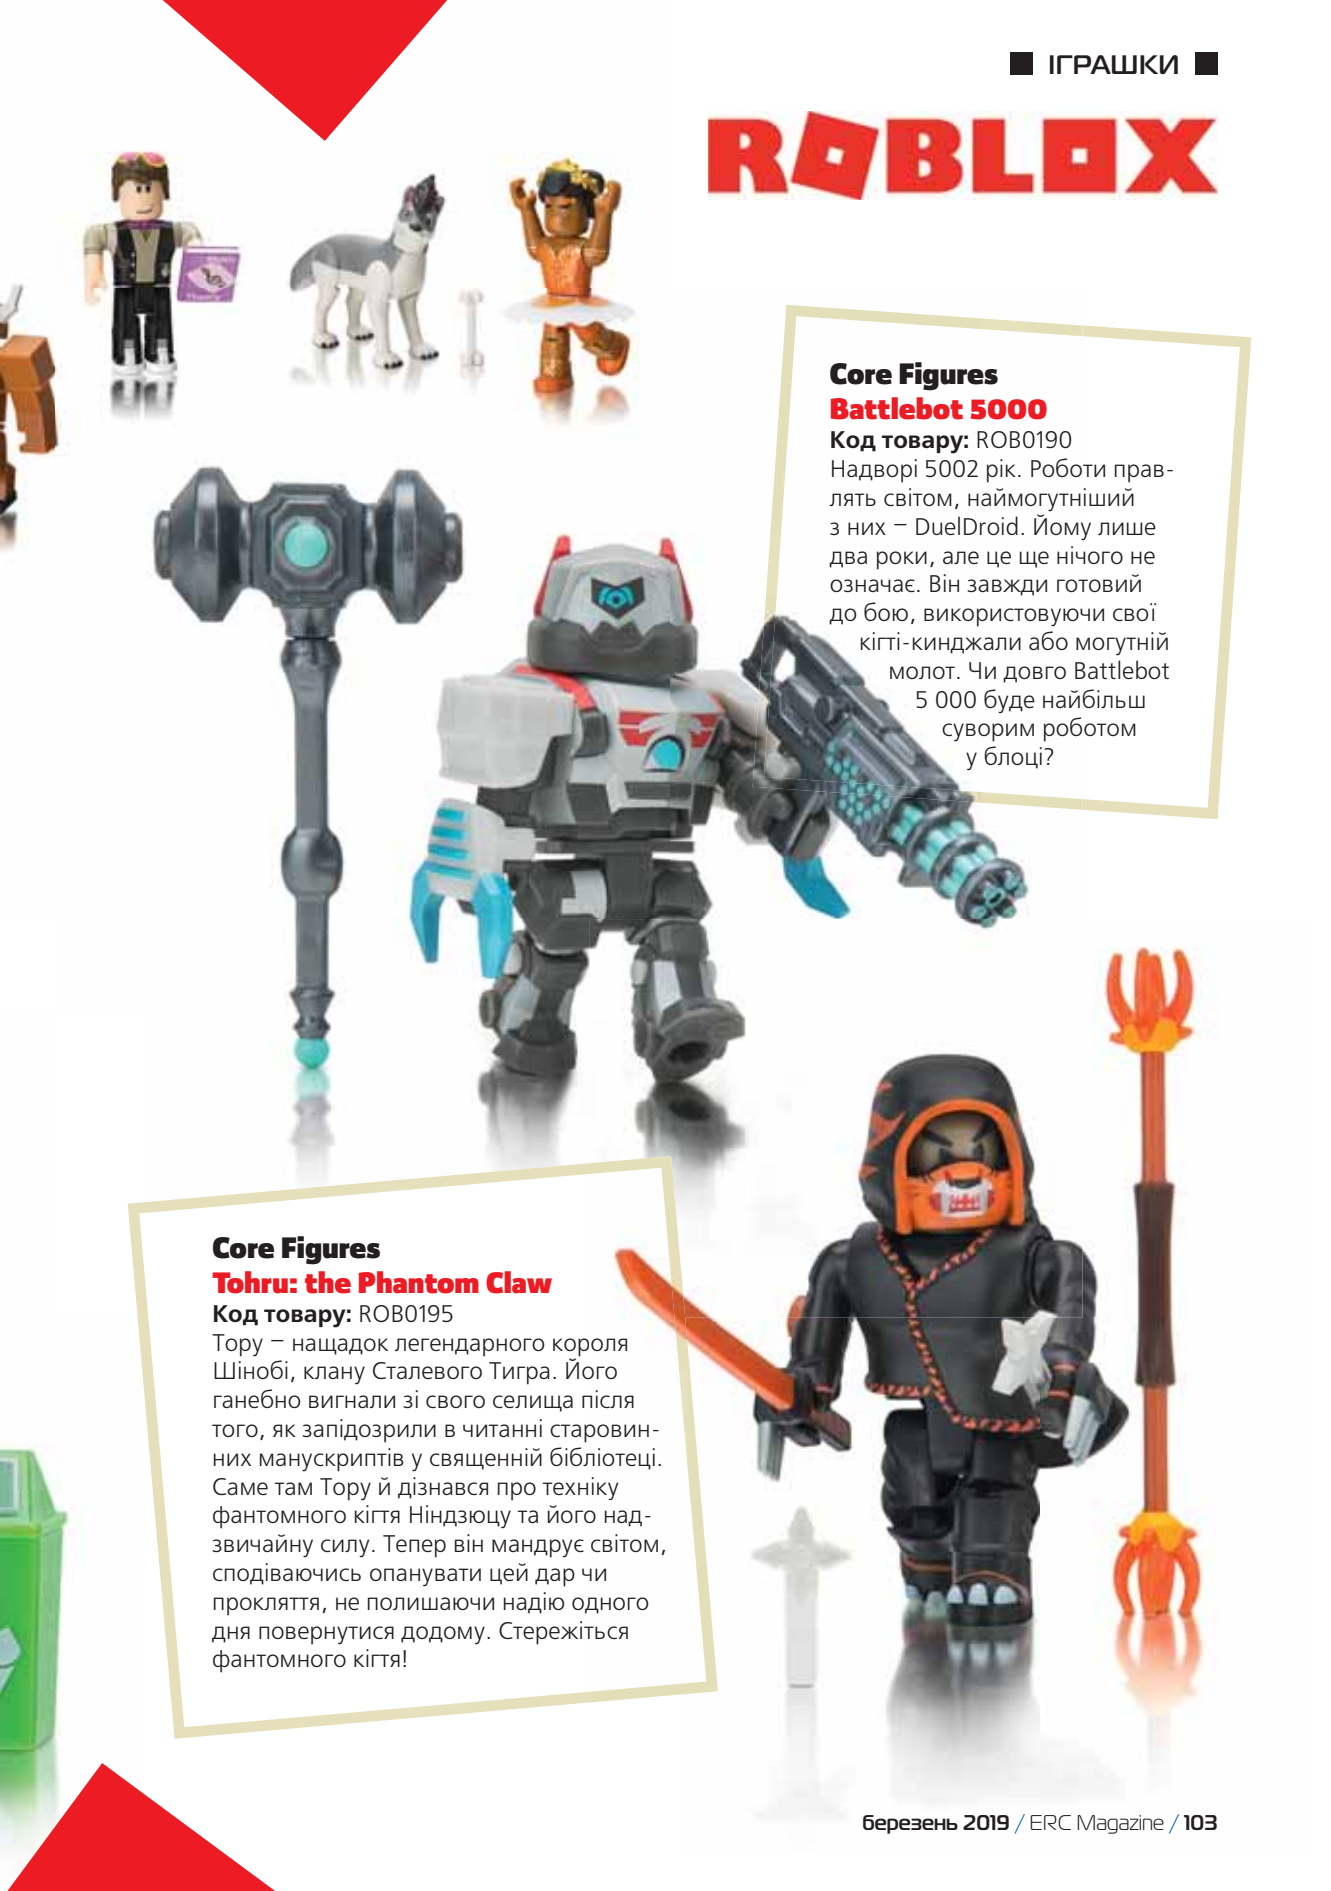 ІГРАШКИ
ROBLOX
Core Figures
Battlebot 5000
Код товару: ROB0190
Надворі 5002 рік. Роботи прав-
лять світом, наймогутніший
з них – DuelDroid. Йому лише
два роки, але це ще нічого не
означає. Він завжди готовий
до бою, використовуючи свої
кігті-кинджали або могутній
молот. Чи довго Battlebot
5 000 буде найбільш
суворим роботом
у блоці?
Core Figures
Tohru: the Phantom Claw
Код товару: ROB0195
Тору – нащадок легендарного короля
Шінобі, клану Сталевого Тигра. Його
ганебно вигнали зі свого селища після
того, як запідозрили в читанні старовин-
них манускриптів у священній бібліотеці.
Саме там Тору й дізнався про техніку
фантомного кігтя Ніндзюцу та його над-
звичайну силу. Тепер він мандрує світом,
сподіваючись опанувати цей дар чи
прокляття, не полишаючи надію одного
дня повернутися додому. Стережіться
фантомного кігтя!
березень 2019 / ERC Magazine / 103